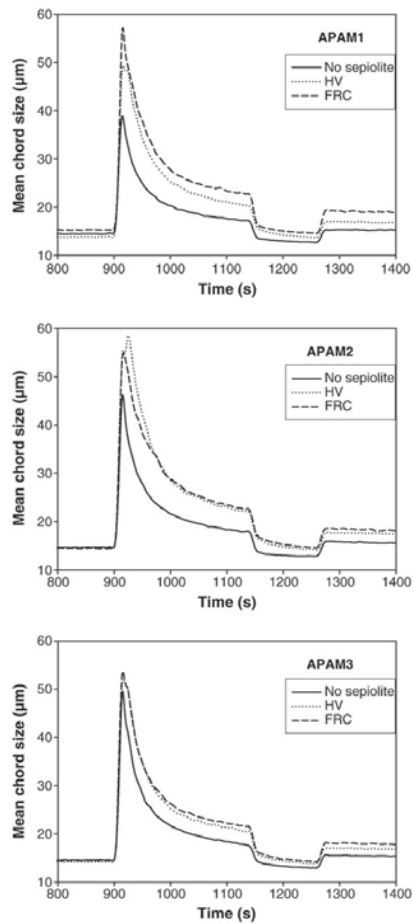 APAM1
No sepiolite
HV
FRC
60
50
40
30
20
10
Mean chord size (μm)
800 900 1000 1100 1200 1300 1400
Time (s)
APAM2
No sepiolite
HV
FRC
60
50
40
30
20
10
Mean chord size (μm)
800 900 1000 1100 1200 1300 1400
Time (s)
APAM3
No sepiolite
HV
FRC
60
50
40
30
20
10
Mean chord size (μm)
800 900 1000 1100 1200 1300 1400
Time (s)